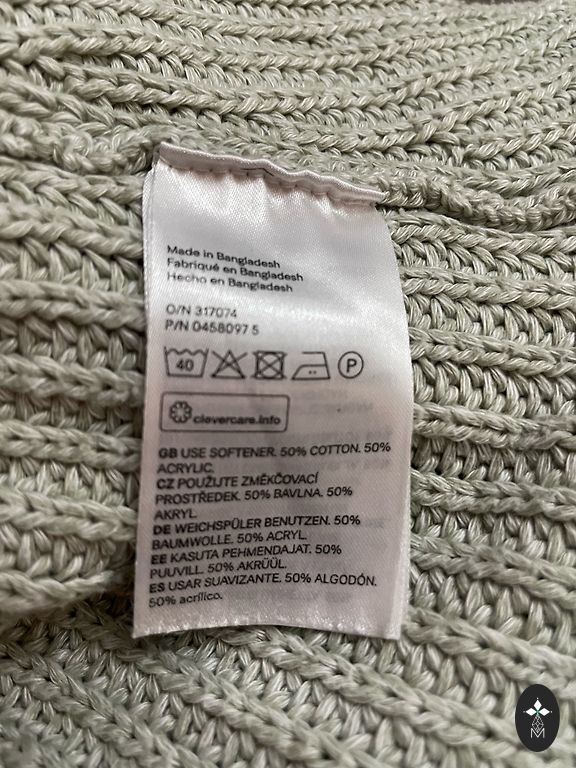 Made in Bangladesh
Fabriqué en Bangladesh
Hecho en Bangladesh
O/N 317074
P/N 0458097 5
40 P
clevercare.info
GB USE SOFTENER. 50% COTTON. 50%
ACRYLIC.
CZ POUŽIJTE ZMĚKČOVACÍ
PROSTŘEDEK. 50% BAVLNA. 50%
AKRYL.
DE WEICHSPÜLER BENUTZEN. 50%
BAUMWOLLE. 50% ACRYL.
EE KASUTA PEHMENDAJAT. 50%
PUUVILL. 50% AKRÜÜL.
ES USAR SUAVIZANTE. 50% ALGODÓN.
50% acrílico.
M